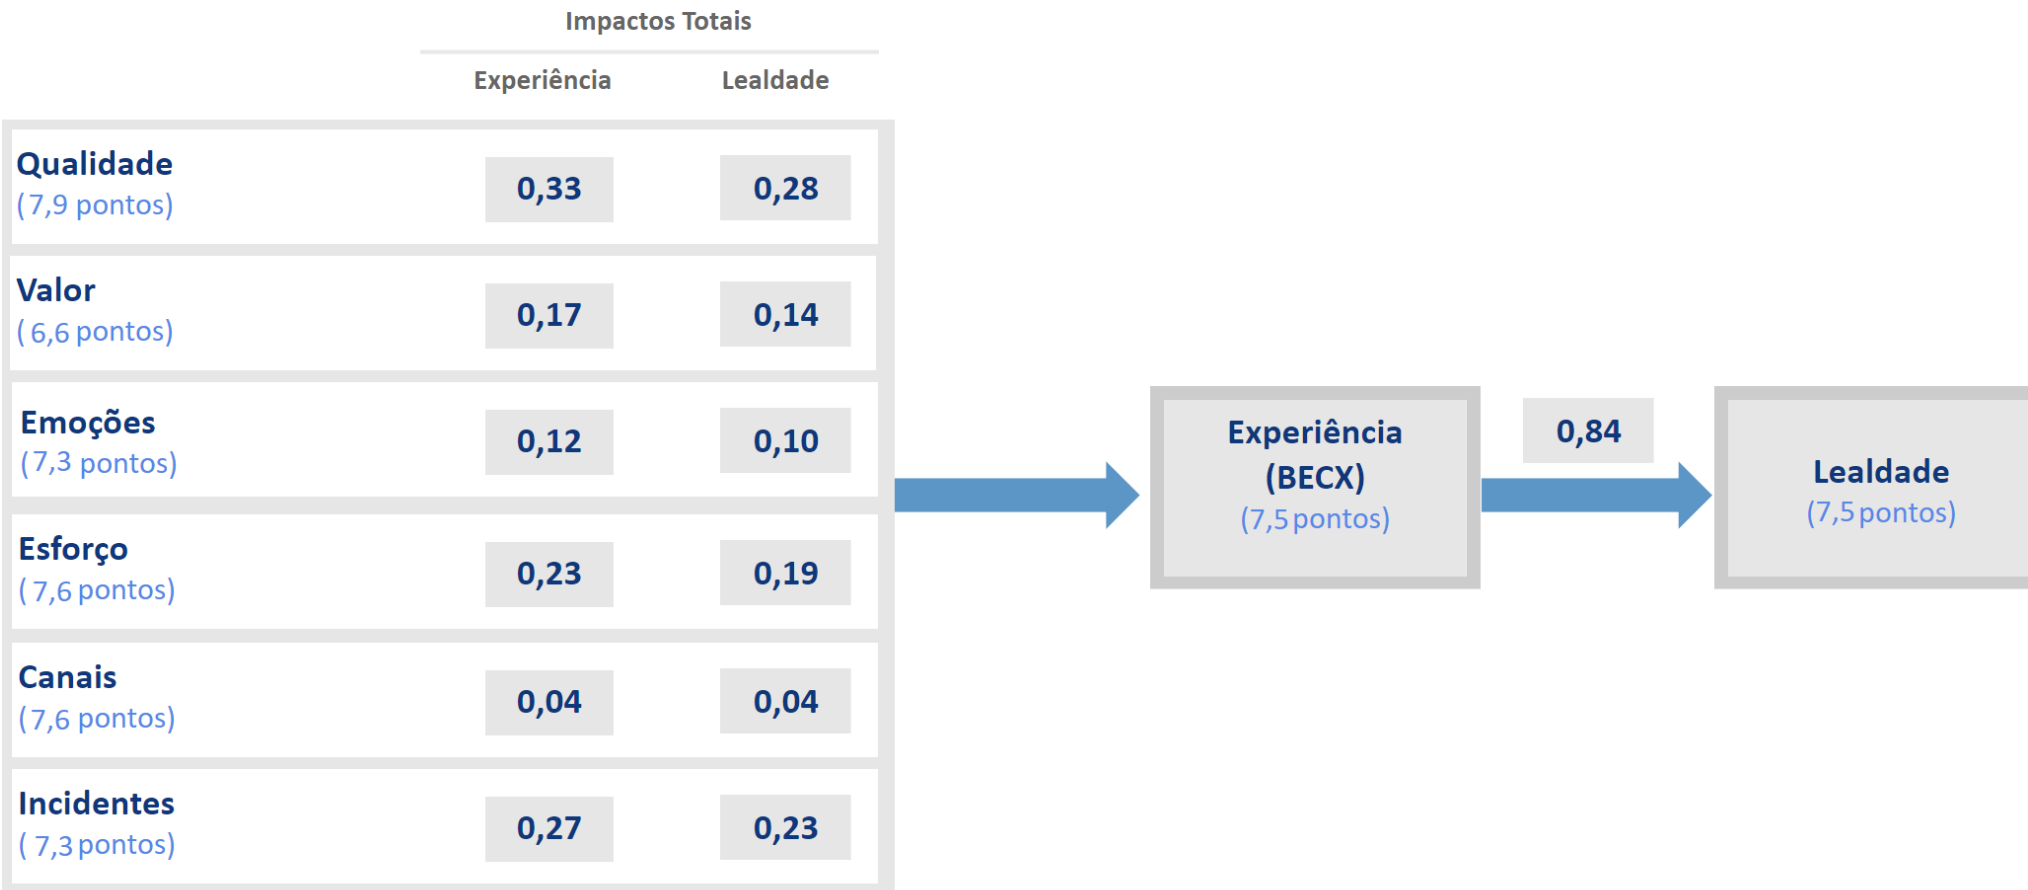 Impactos Totais
Experiência Lealdade
Qualidade
(7,9 pontos)
0,33 0,28
Valor
( 6,6 pontos)
0,17 0,14
Emoções
(7,3 pontos)
0,12 0,10
Esforço
( 7,6 pontos)
0,23 0,19
Canais
(7,6 pontos)
0,04 0,04
Incidentes
( 7,3 pontos)
0,27 0,23
Experiência
(BECX)
(7,5 pontos)
0,84
Lealdade
(7,5 pontos)